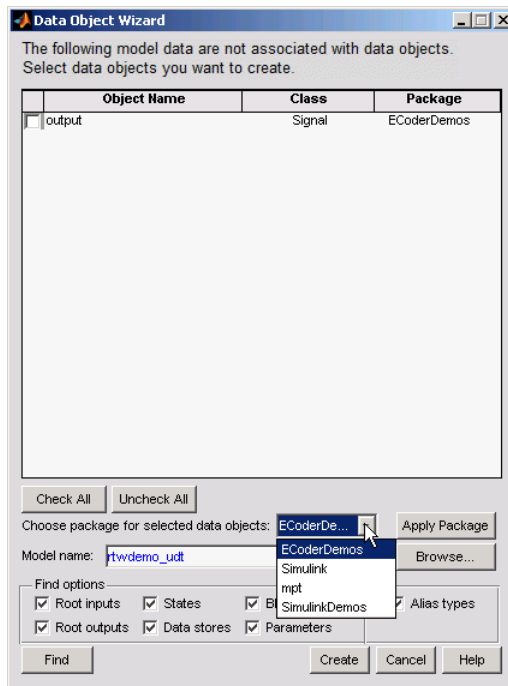 Data Object Wizard
The following model data are not associated with data objects.
Select data objects you want to create.
Object Name Class Package
output Signal ECoderDemos
Check All Uncheck All
Choose package for selected data objects: ECoderDe... Apply Package
ECoderDemos
Simulink
mpt
SimulinkDemos
Model name: rtwdemo_udt Browse...
Find options
Root inputs States Bl Alias types
Root outputs Data stores Parameters
Find Create Cancel Help